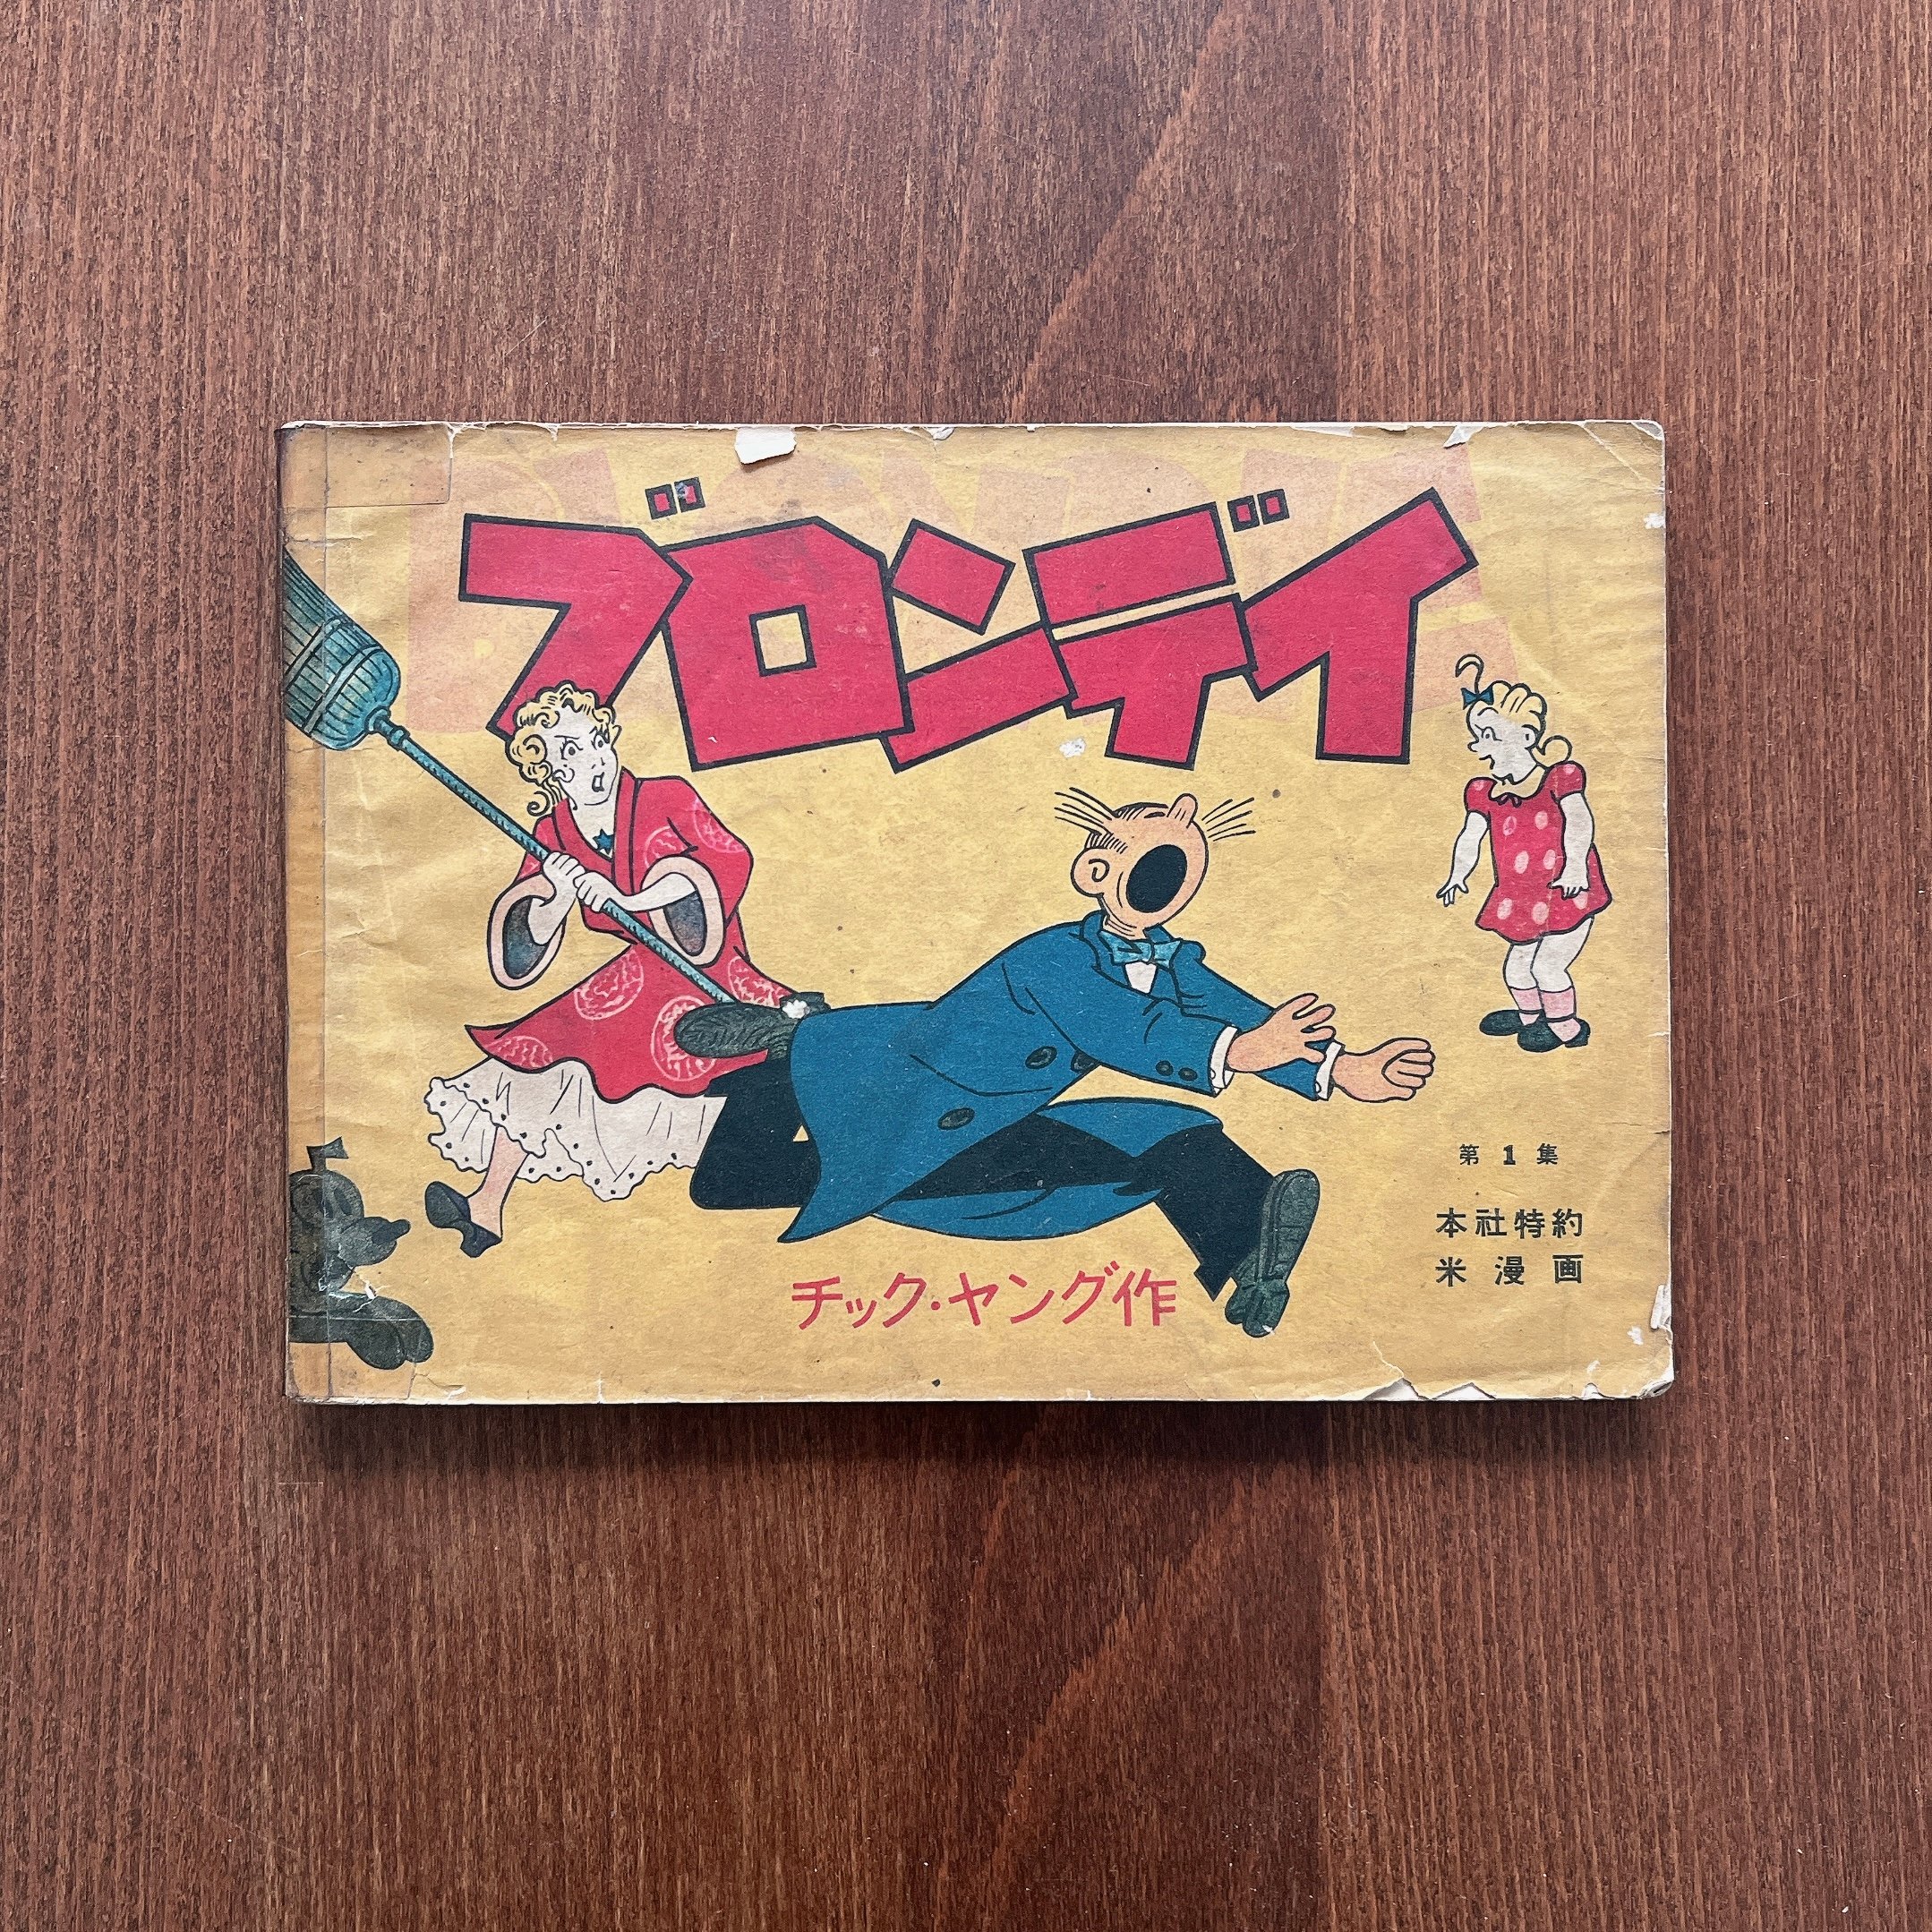 BLONDIE
ブロンディ
第1集
本社特約
米漫画
チック・ヤング作